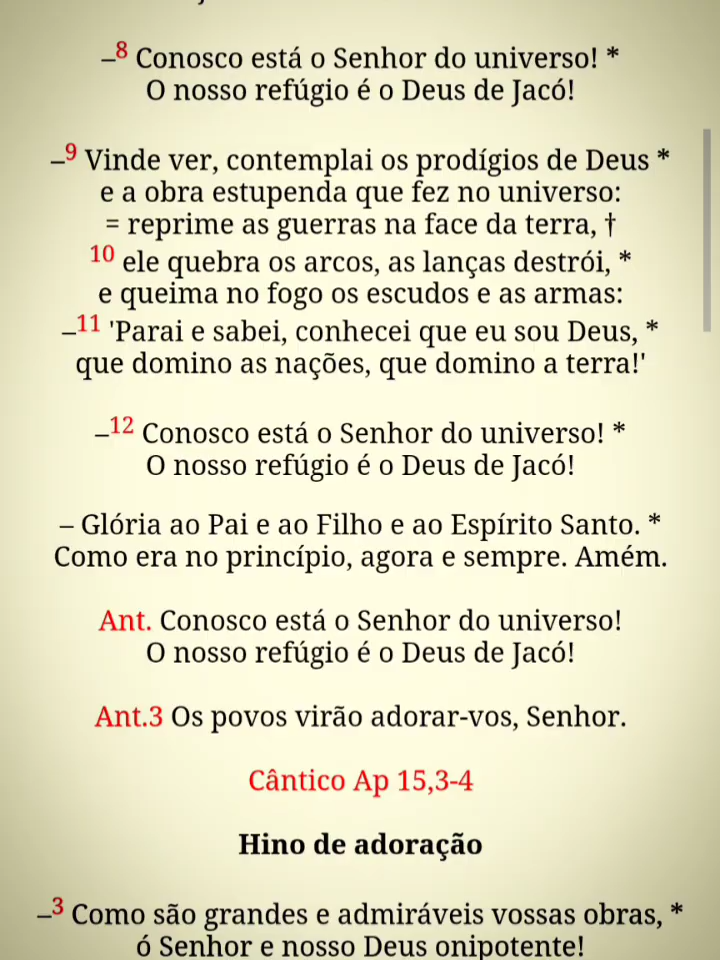 –8 Conosco está o Senhor do universo! *
O nosso refúgio é o Deus de Jacó!
–9 Vinde ver, contemplai os prodígios de Deus *
e a obra estupenda que fez no universo:
= reprime as guerras na face da terra, †
10 ele quebra os arcos, as lanças destrói, *
e queima no fogo os escudos e as armas:
–11 'Parai e sabei, conhecei que eu sou Deus, *
que domino as nações, que domino a terra!'
–12 Conosco está o Senhor do universo! *
O nosso refúgio é o Deus de Jacó!
– Glória ao Pai e ao Filho e ao Espírito Santo. *
Como era no princípio, agora e sempre. Amém.
Ant. Conosco está o Senhor do universo!
O nosso refúgio é o Deus de Jacó!
Ant.3 Os povos virão adorar-vos, Senhor.
Cântico Ap 15,3-4
Hino de adoração
–3 Como são grandes e admiráveis vossas obras, *
ó Senhor e nosso Deus onipotente!